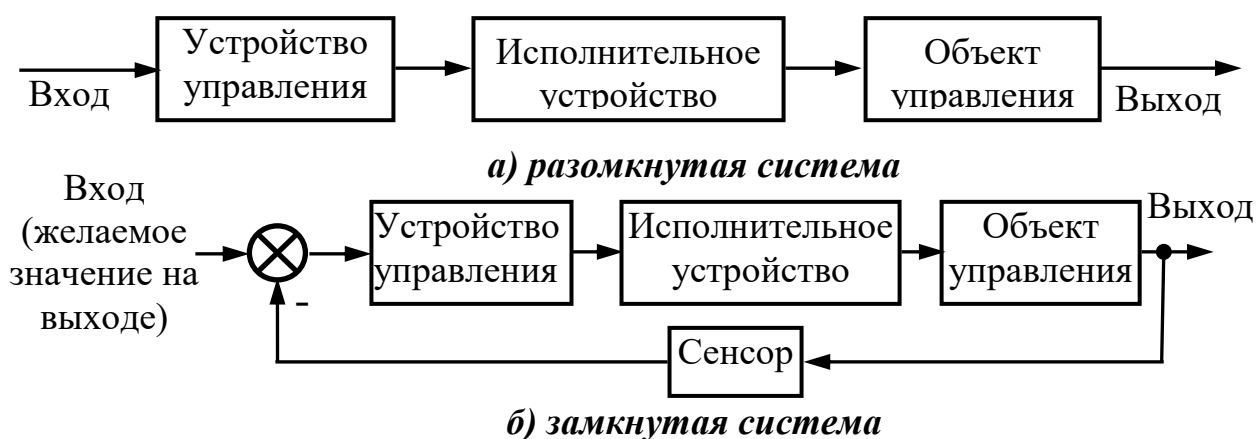 Устройство
управления
Исполнительное
устройство
Объект
управления
Вход
Выход
а) разомкнутая система
Вход
(желаемое
значение на
выходе)
-
Устройство
управления
Исполнительное
устройство
Объект
управления
Выход
Сенсор
б) замкнутая система